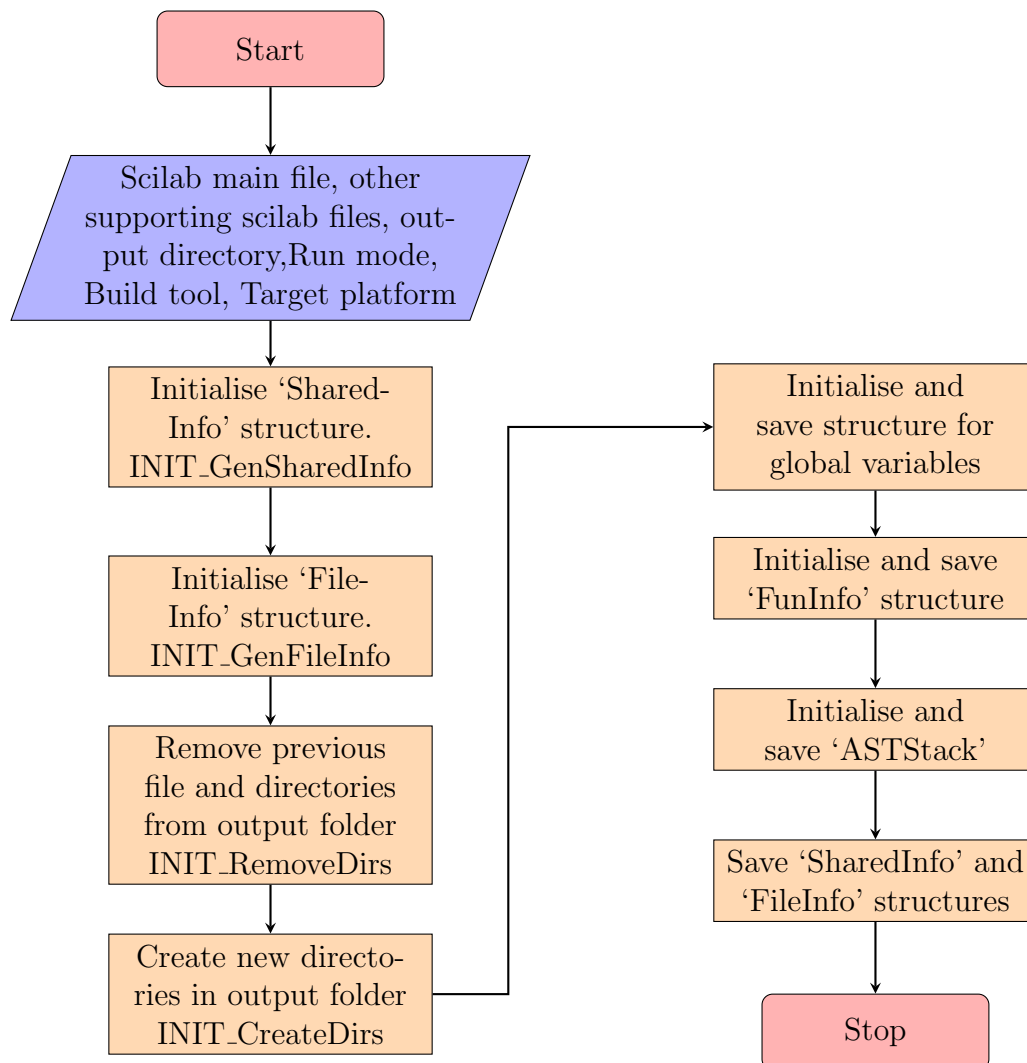 Start
Scilab main file, other
supporting scilab files, out-
put directory,Run mode,
Build tool, Target platform
Initialise ‘Shared-
Info’ structure.
INIT_GenSharedInfo
Initialise ‘File-
Info’ structure.
INIT_GenFileInfo
Remove previous
file and directories
from output folder
INIT_RemoveDirs
Create new directo-
ries in output folder
INIT_CreateDirs
Initialise and
save structure for
global variables
Initialise and save
‘FunInfo’ structure
Initialise and
save ‘ASTStack’
Save ‘SharedInfo’ and
‘FileInfo’ structures
Stop